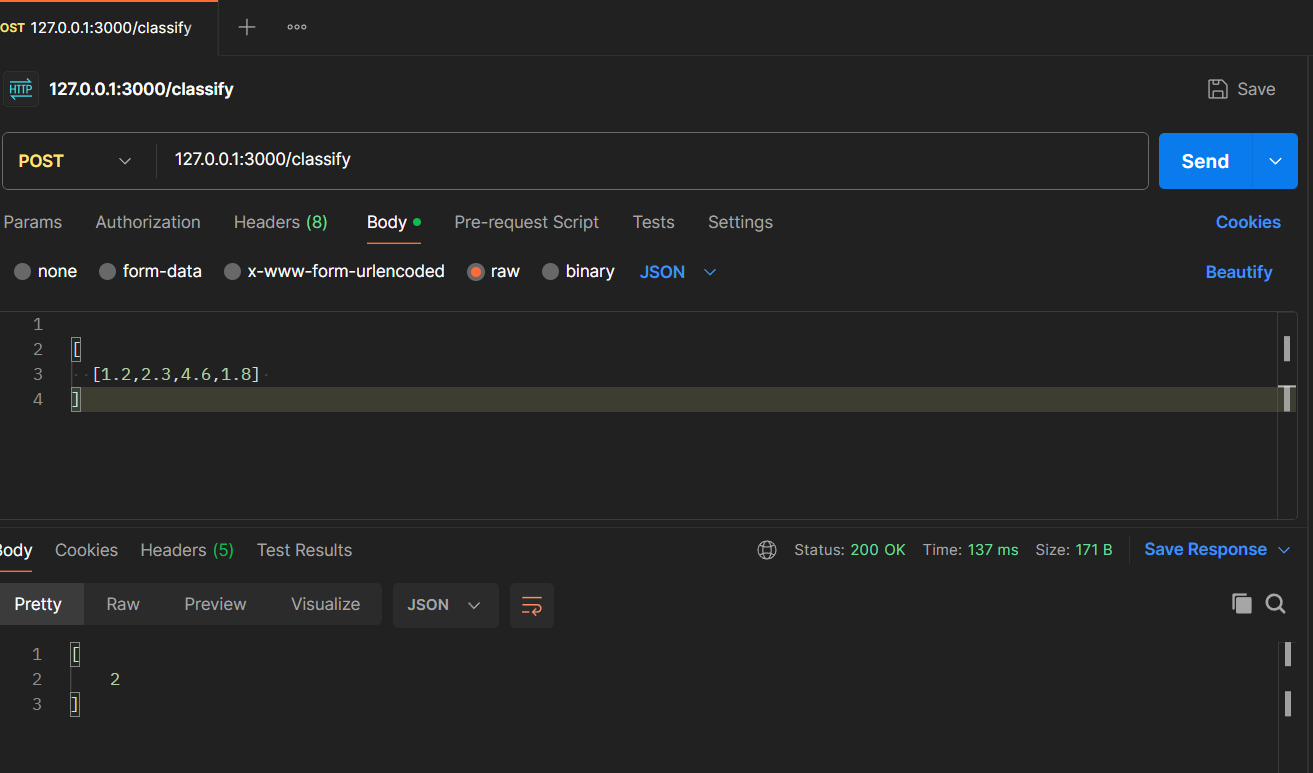 OST 127.0.0.1:3000/classify
HTTP 127.0.0.1:3000/classify Save
POST 127.0.0.1:3000/classify Send
Params Authorization Headers (8) Body Pre-request Script Tests Settings Cookies
none form-data x-www-form-urlencoded raw binary JSON Beautify
1
2 [
3 [1.2,2.3,4.6,1.8]
4 ]
Body Cookies Headers (5) Test Results Status: 200 OK Time: 137 ms Size: 171 B Save Response
Pretty Raw Preview Visualize JSON
1 [
2 2
3 ]